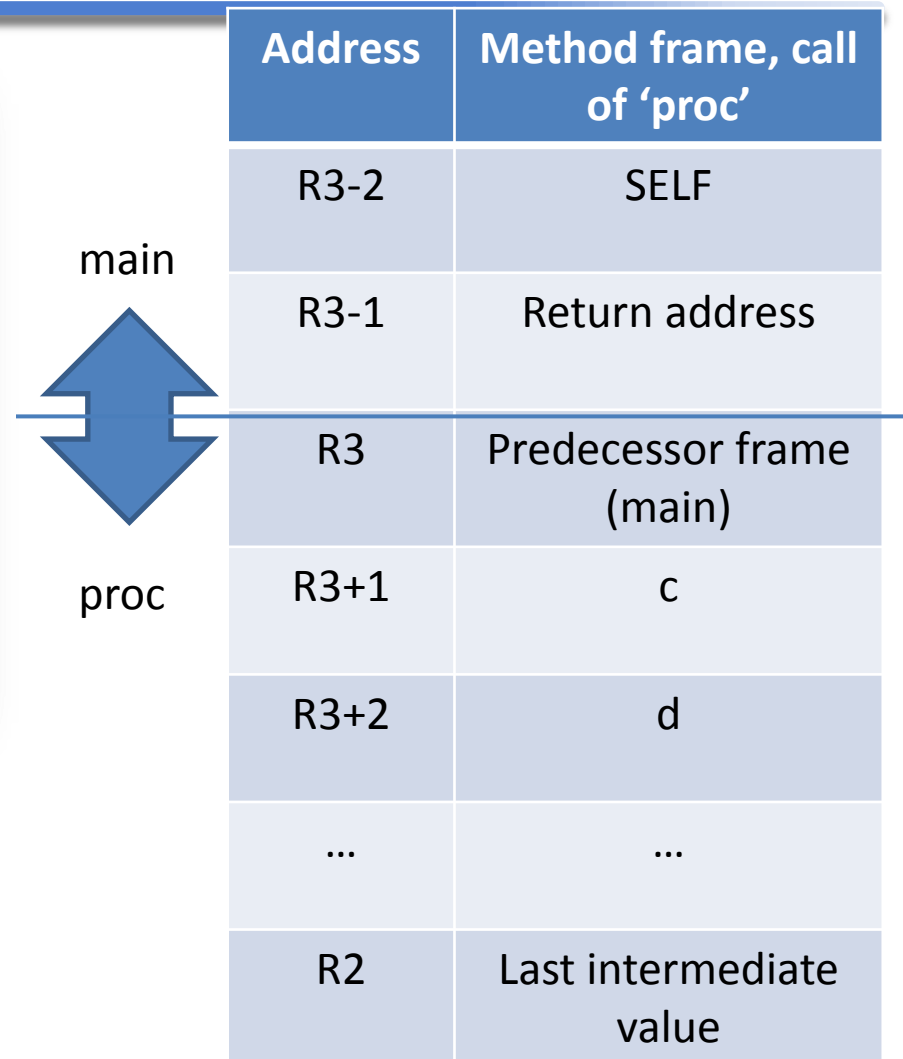 Address
Method frame, call
of ‘proc’
R3-2
SELF
main
R3-1
Return address
R3
Predecessor frame
(main)
proc
R3+1
c
R3+2
d
...
...
R2
Last intermediate
value